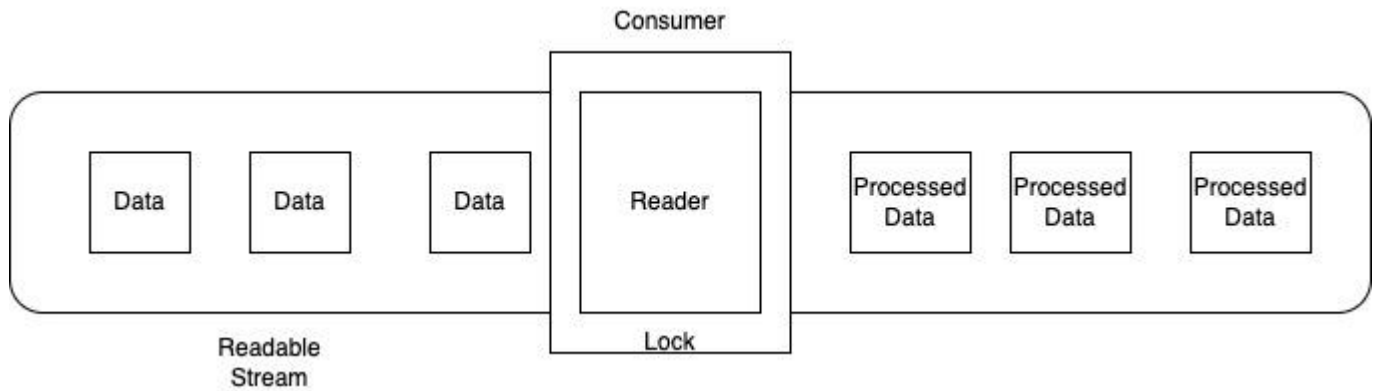 Consumer
Data
Data
Data
Reader
Processed
Data
Processed
Data
Processed
Data
Lock
Readable
Stream